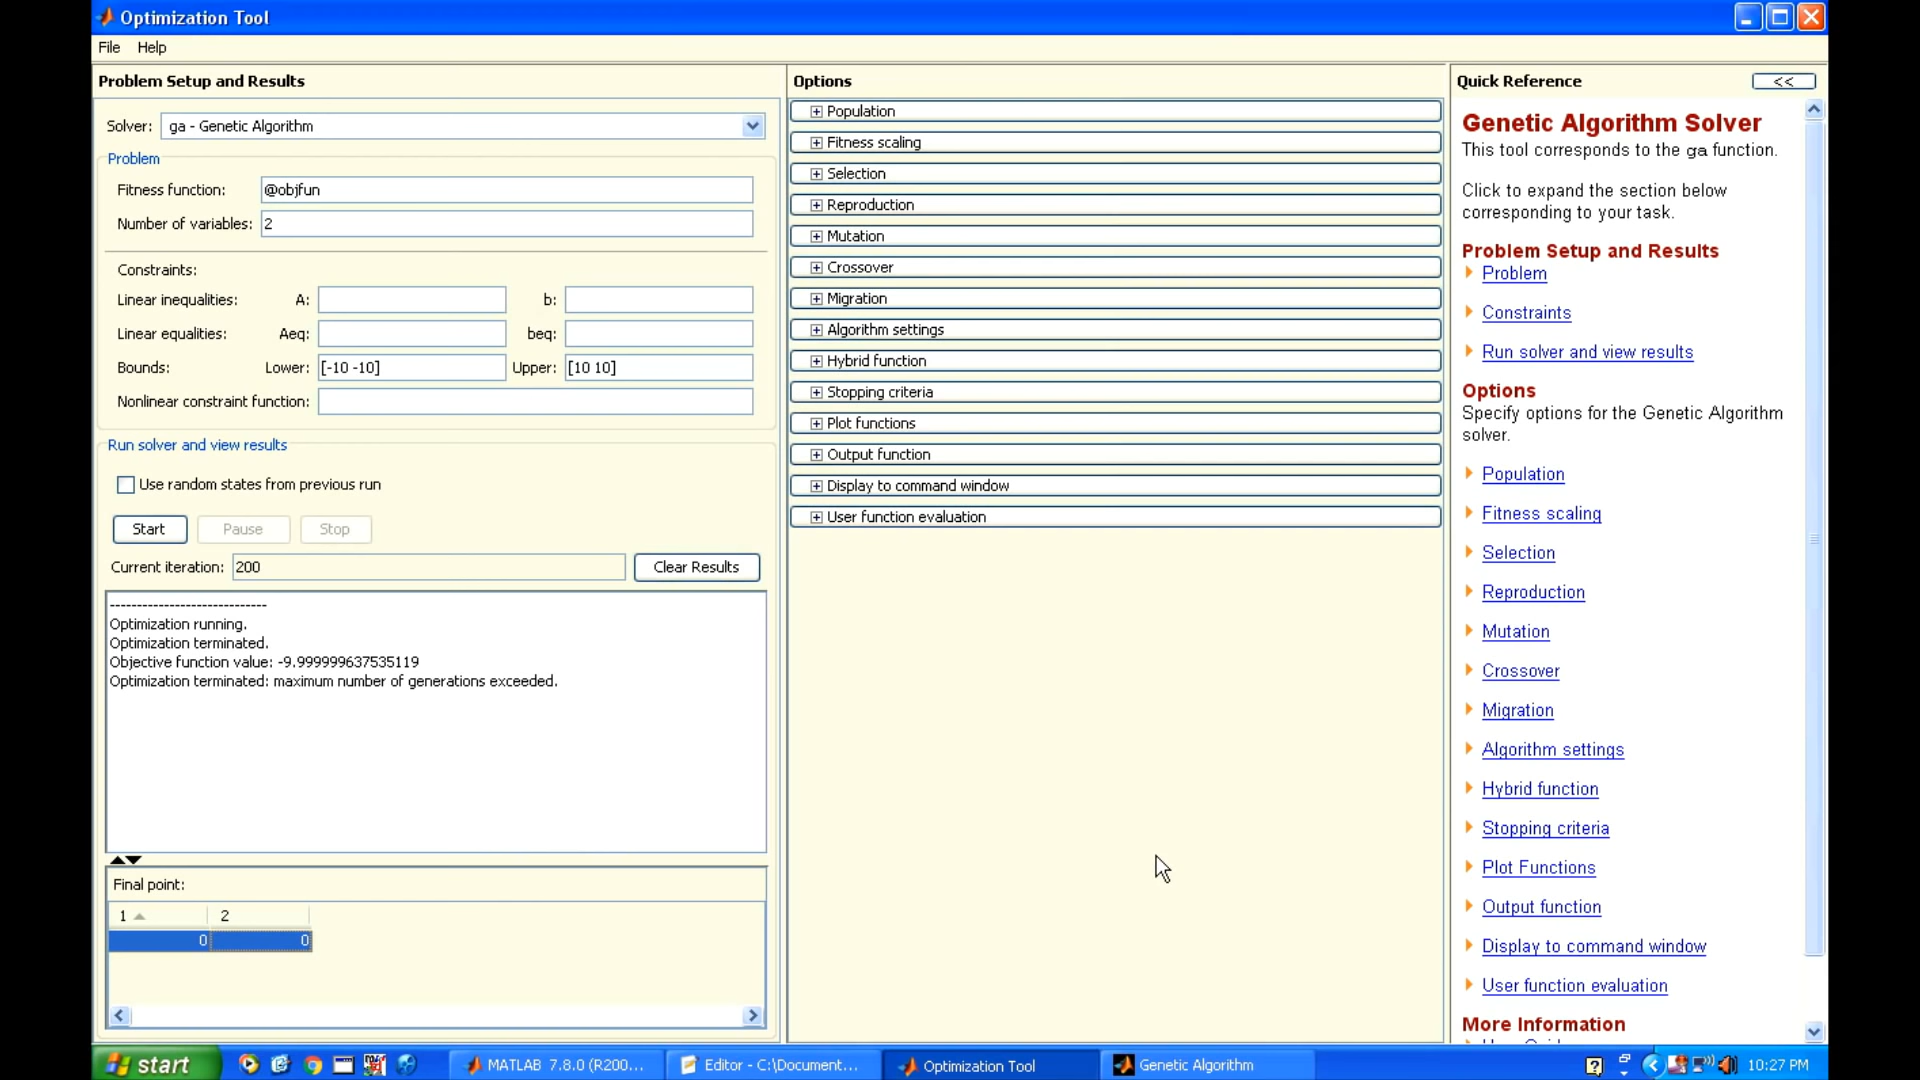 Optimization Tool
File Help
Problem Setup and Results
Solver: ga - Genetic Algorithm
Problem
Fitness function: @objfun
Number of variables: 2
Constraints:
Linear inequalities: A: b:
Linear equalities: Aeq: beq:
Bounds: Lower: [-10 -10] Upper: [10 10]
Nonlinear constraint function:
Run solver and view results
Use random states from previous run
Start Pause Stop
Current iteration: 200 Clear Results
-----------------------------
Optimization running.
Optimization terminated.
Objective function value: -9.999999637535119
Optimization terminated: maximum number of generations exceeded.
Final point:
1 2
0 0
Options
Population
Fitness scaling
Selection
Reproduction
Mutation
Crossover
Migration
Algorithm settings
Hybrid function
Stopping criteria
Plot functions
Output function
Display to command window
User function evaluation
Quick Reference <<
Genetic Algorithm Solver
This tool corresponds to the ga function.
Click to expand the section below
corresponding to your task.
Problem Setup and Results
Problem
Constraints
Run solver and view results
Options
Specify options for the Genetic Algorithm
solver.
Population
Fitness scaling
Selection
Reproduction
Mutation
Crossover
Migration
Algorithm settings
Hybrid function
Stopping criteria
Plot Functions
Output function
Display to command window
User function evaluation
More Information
start MATLAB 7.8.0 (R200... Editor - C:\Document... Optimization Tool Genetic Algorithm 10:27 PM